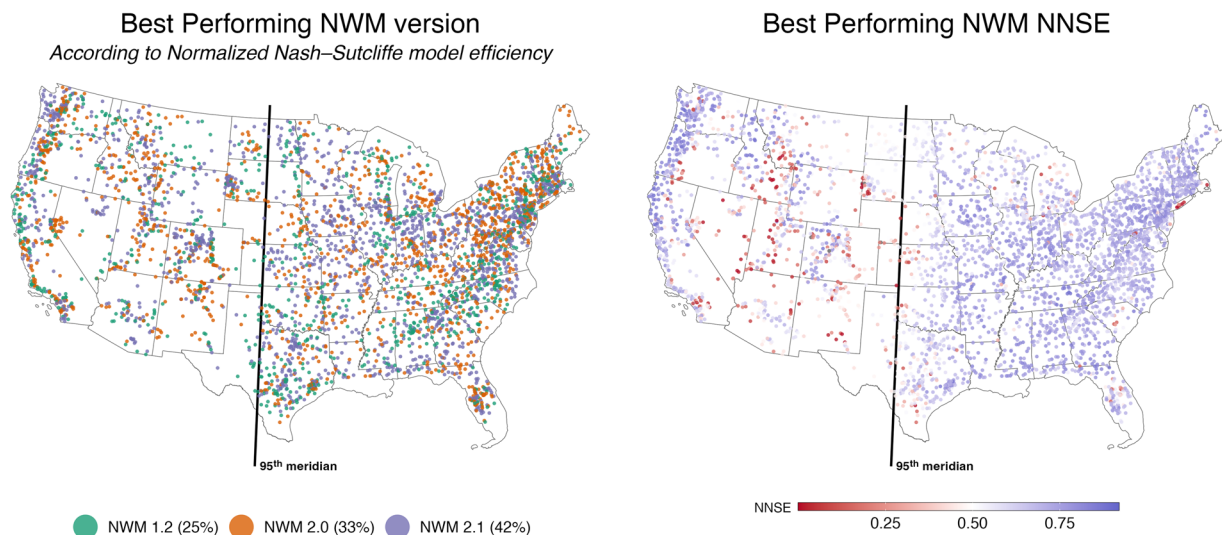 Best Performing NWM version
According to Normalized Nash–Sutcliffe model efficiency
95th meridian
NWM 1.2 (25%) NWM 2.0 (33%) NWM 2.1 (42%)
Best Performing NWM NNSE
95th meridian
NNSE
0.25 0.50 0.75